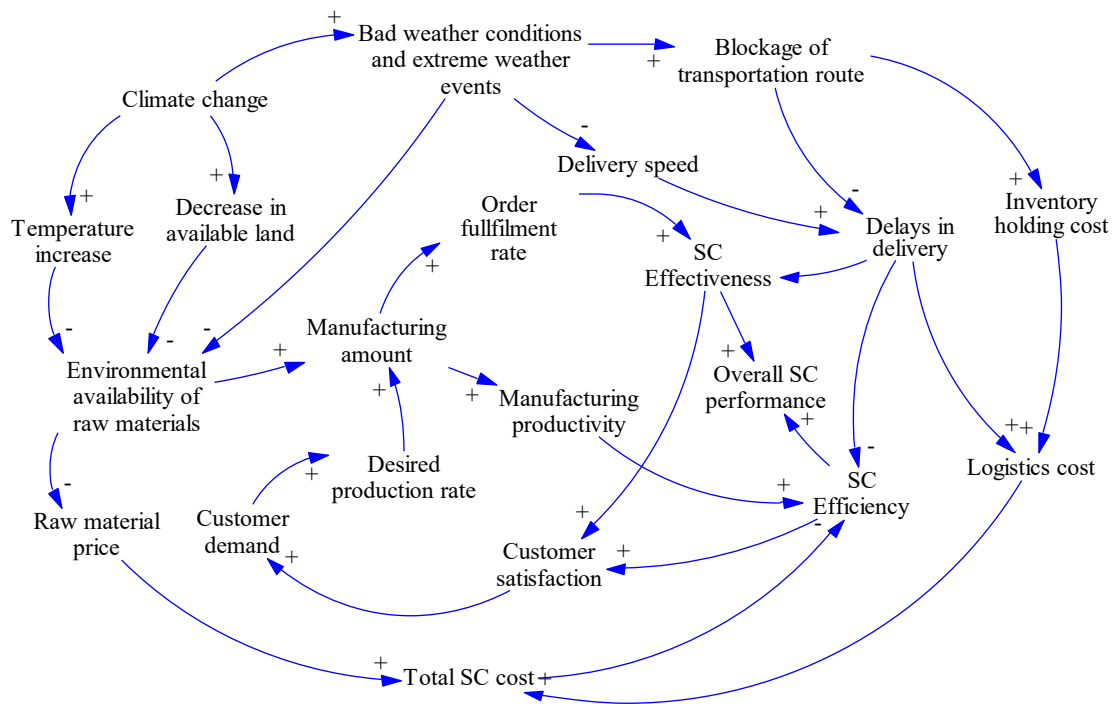 +
Bad weather conditions
and extreme weather
events
+
Blockage of
transportation route
Climate change
-
Delivery speed
+
+
Temperature
increase
Decrease in
available land
Order
fullfilment
rate
+
+
+
-
Delays in
delivery
+
Inventory
holding cost
SC
Effectiveness
-
-
-
Environmental
availability of
raw materials
+
Manufacturing
amount
+
+
Manufacturing
productivity
+
Overall SC
performance
+
-
+
+
Logistics cost
-
Raw material
price
Customer
demand
+
+
Desired
production rate
+
SC
Efficiency
-
+
+
Customer
satisfaction
+
Total SC cost
+